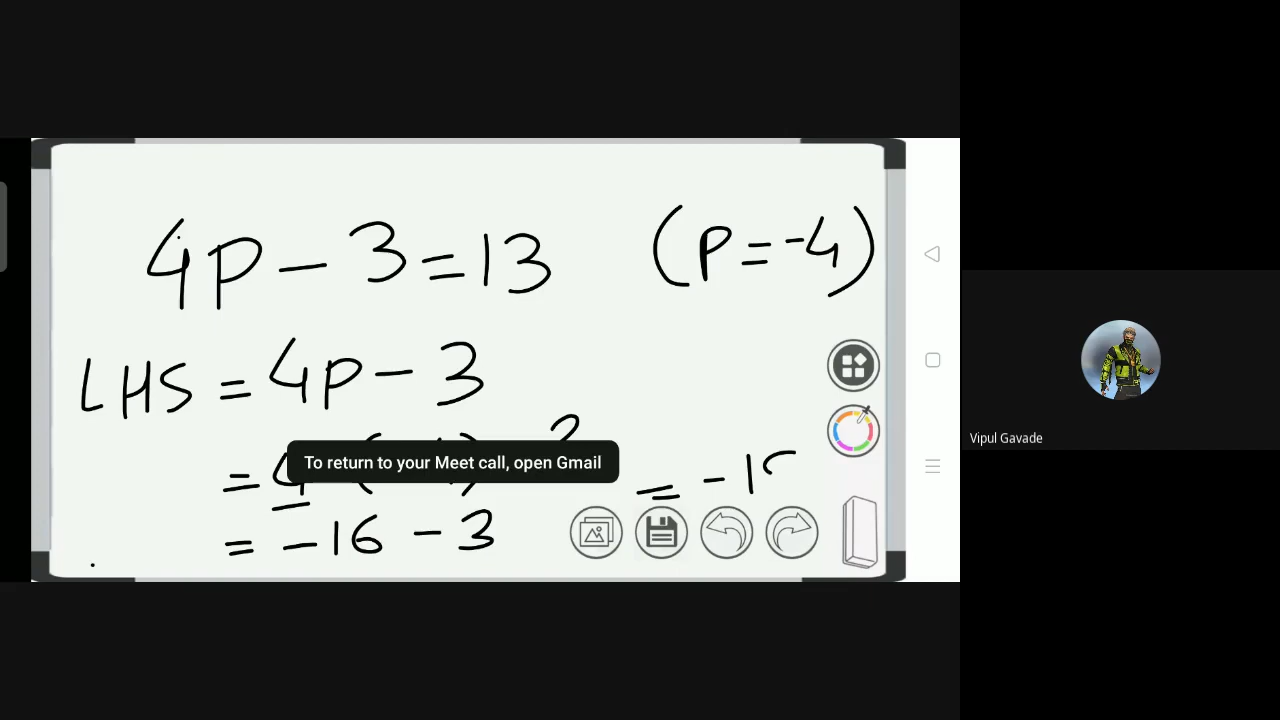 4p - 3 = 13 (p = -4)
LHS = 4p - 3
To return to your Meet call, open Gmail
= -16 - 3
Vipul Gavade